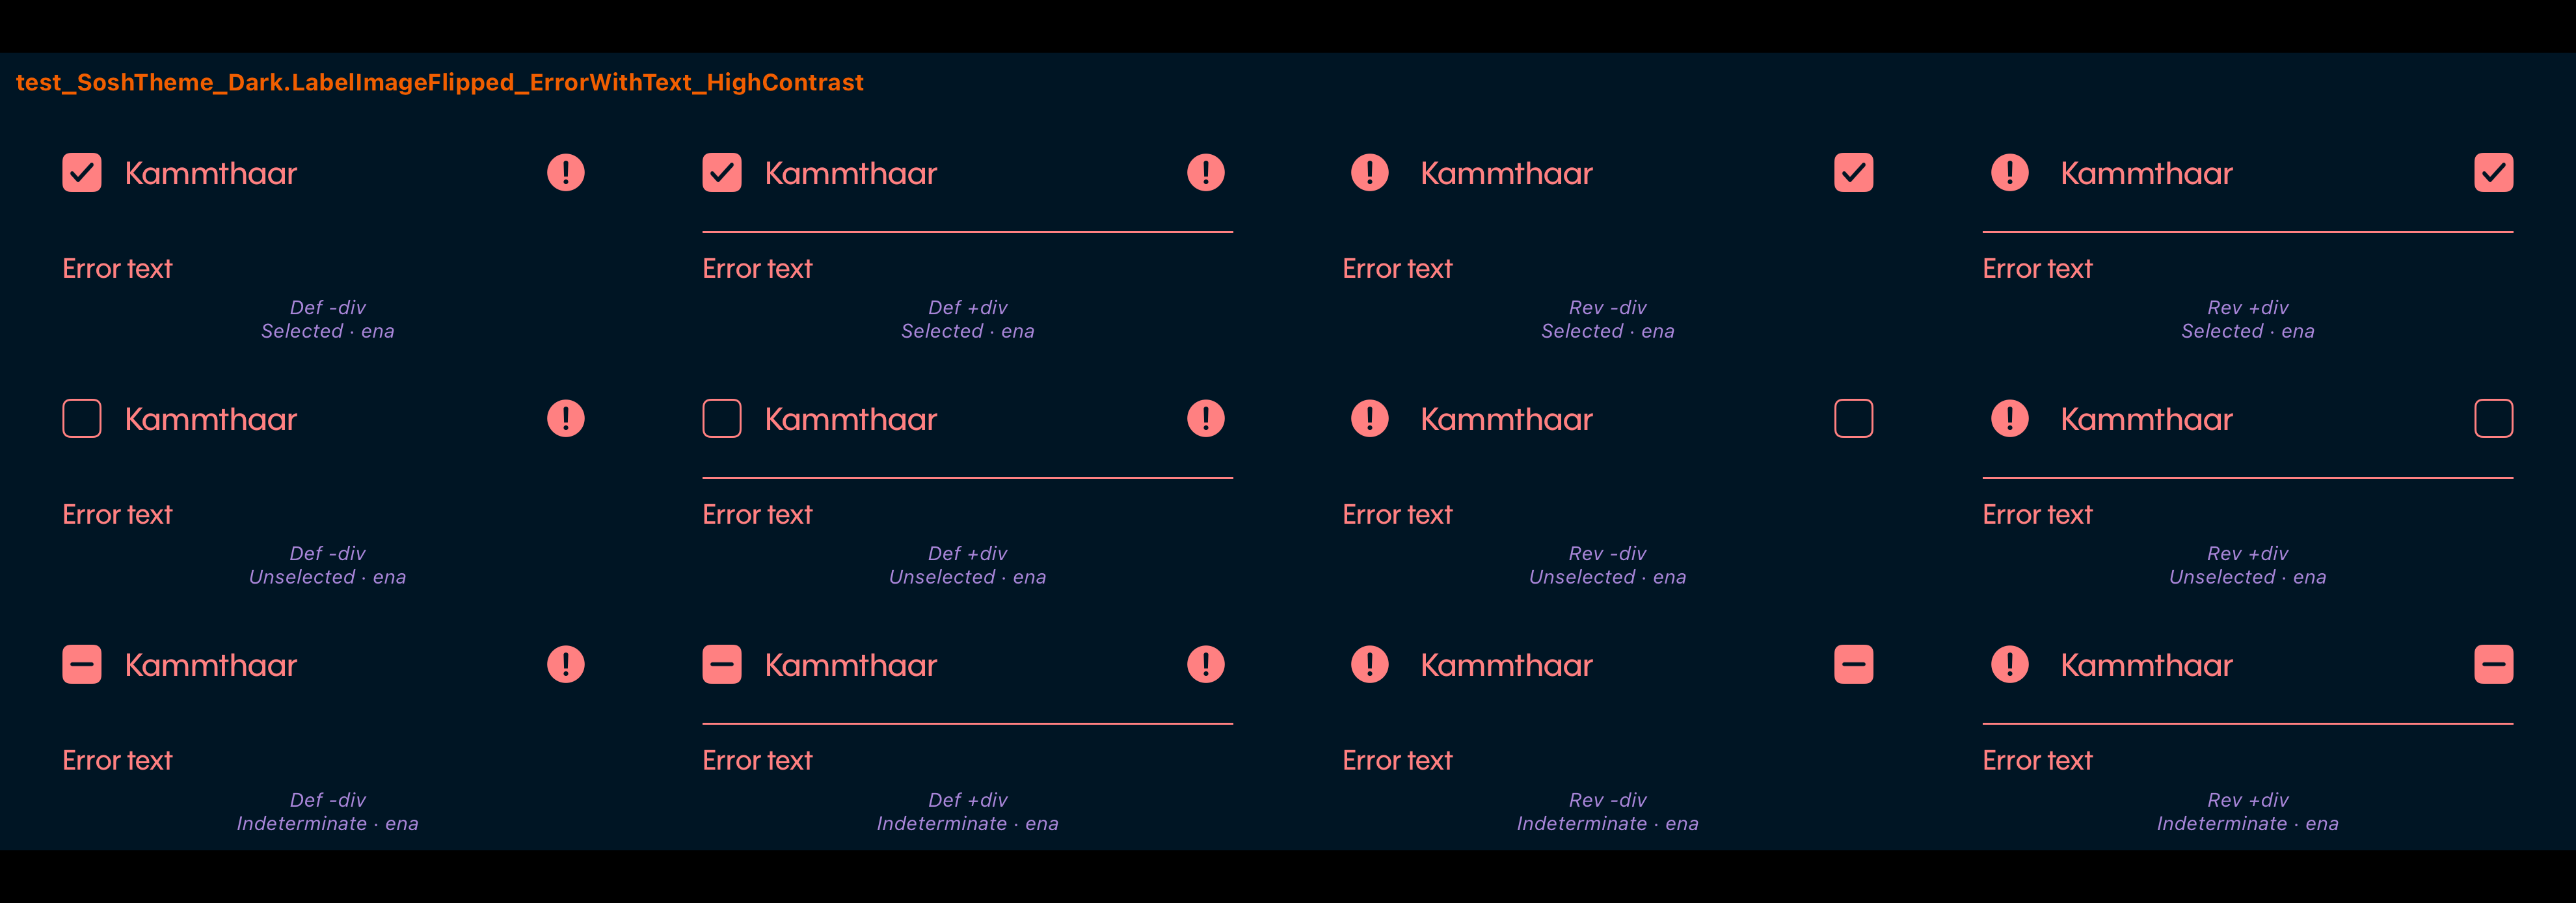 test_SoshTheme_Dark.LabelImageFlipped_ErrorWithText_HighContrast
Kammthaar
Kammthaar
Kammthaar
Kammthaar
Error text
Error text
Error text
Error text
Def -div
Def +div
Rev -div
Rev +div
Selected · ena
Selected · ena
Selected · ena
Selected · ena
Kammthaar
Kammthaar
Kammthaar
Kammthaar
Error text
Error text
Error text
Error text
Def -div
Def +div
Rev -div
Rev +div
Unselected · ena
Unselected · ena
Unselected · ena
Unselected · ena
Kammthaar
Kammthaar
Kammthaar
Kammthaar
Error text
Error text
Error text
Error text
Def -div
Def +div
Rev -div
Rev +div
Indeterminate · ena
Indeterminate · ena
Indeterminate · ena
Indeterminate · ena